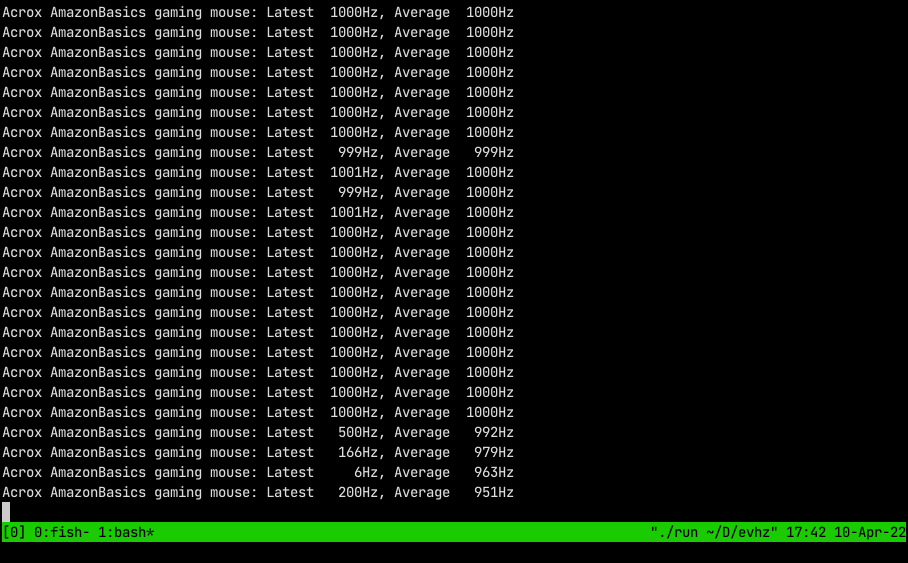 Acrox AmazonBasics gaming mouse: Latest  1000Hz, Average  1000Hz
Acrox AmazonBasics gaming mouse: Latest  1000Hz, Average  1000Hz
Acrox AmazonBasics gaming mouse: Latest  1000Hz, Average  1000Hz
Acrox AmazonBasics gaming mouse: Latest  1000Hz, Average  1000Hz
Acrox AmazonBasics gaming mouse: Latest  1000Hz, Average  1000Hz
Acrox AmazonBasics gaming mouse: Latest  1000Hz, Average  1000Hz
Acrox AmazonBasics gaming mouse: Latest  1000Hz, Average  1000Hz
Acrox AmazonBasics gaming mouse: Latest   999Hz, Average   999Hz
Acrox AmazonBasics gaming mouse: Latest  1001Hz, Average  1000Hz
Acrox AmazonBasics gaming mouse: Latest   999Hz, Average  1000Hz
Acrox AmazonBasics gaming mouse: Latest  1001Hz, Average  1000Hz
Acrox AmazonBasics gaming mouse: Latest  1000Hz, Average  1000Hz
Acrox AmazonBasics gaming mouse: Latest  1000Hz, Average  1000Hz
Acrox AmazonBasics gaming mouse: Latest  1000Hz, Average  1000Hz
Acrox AmazonBasics gaming mouse: Latest  1000Hz, Average  1000Hz
Acrox AmazonBasics gaming mouse: Latest  1000Hz, Average  1000Hz
Acrox AmazonBasics gaming mouse: Latest  1000Hz, Average  1000Hz
Acrox AmazonBasics gaming mouse: Latest  1000Hz, Average  1000Hz
Acrox AmazonBasics gaming mouse: Latest  1000Hz, Average  1000Hz
Acrox AmazonBasics gaming mouse: Latest  1000Hz, Average  1000Hz
Acrox AmazonBasics gaming mouse: Latest  1000Hz, Average  1000Hz
Acrox AmazonBasics gaming mouse: Latest   500Hz, Average   992Hz
Acrox AmazonBasics gaming mouse: Latest   166Hz, Average   979Hz
Acrox AmazonBasics gaming mouse: Latest     6Hz, Average   963Hz
Acrox AmazonBasics gaming mouse: Latest   200Hz, Average   951Hz
[0] 0:fish- 1:bash* "./run ~/D/evhz" 17:42 10-Apr-22